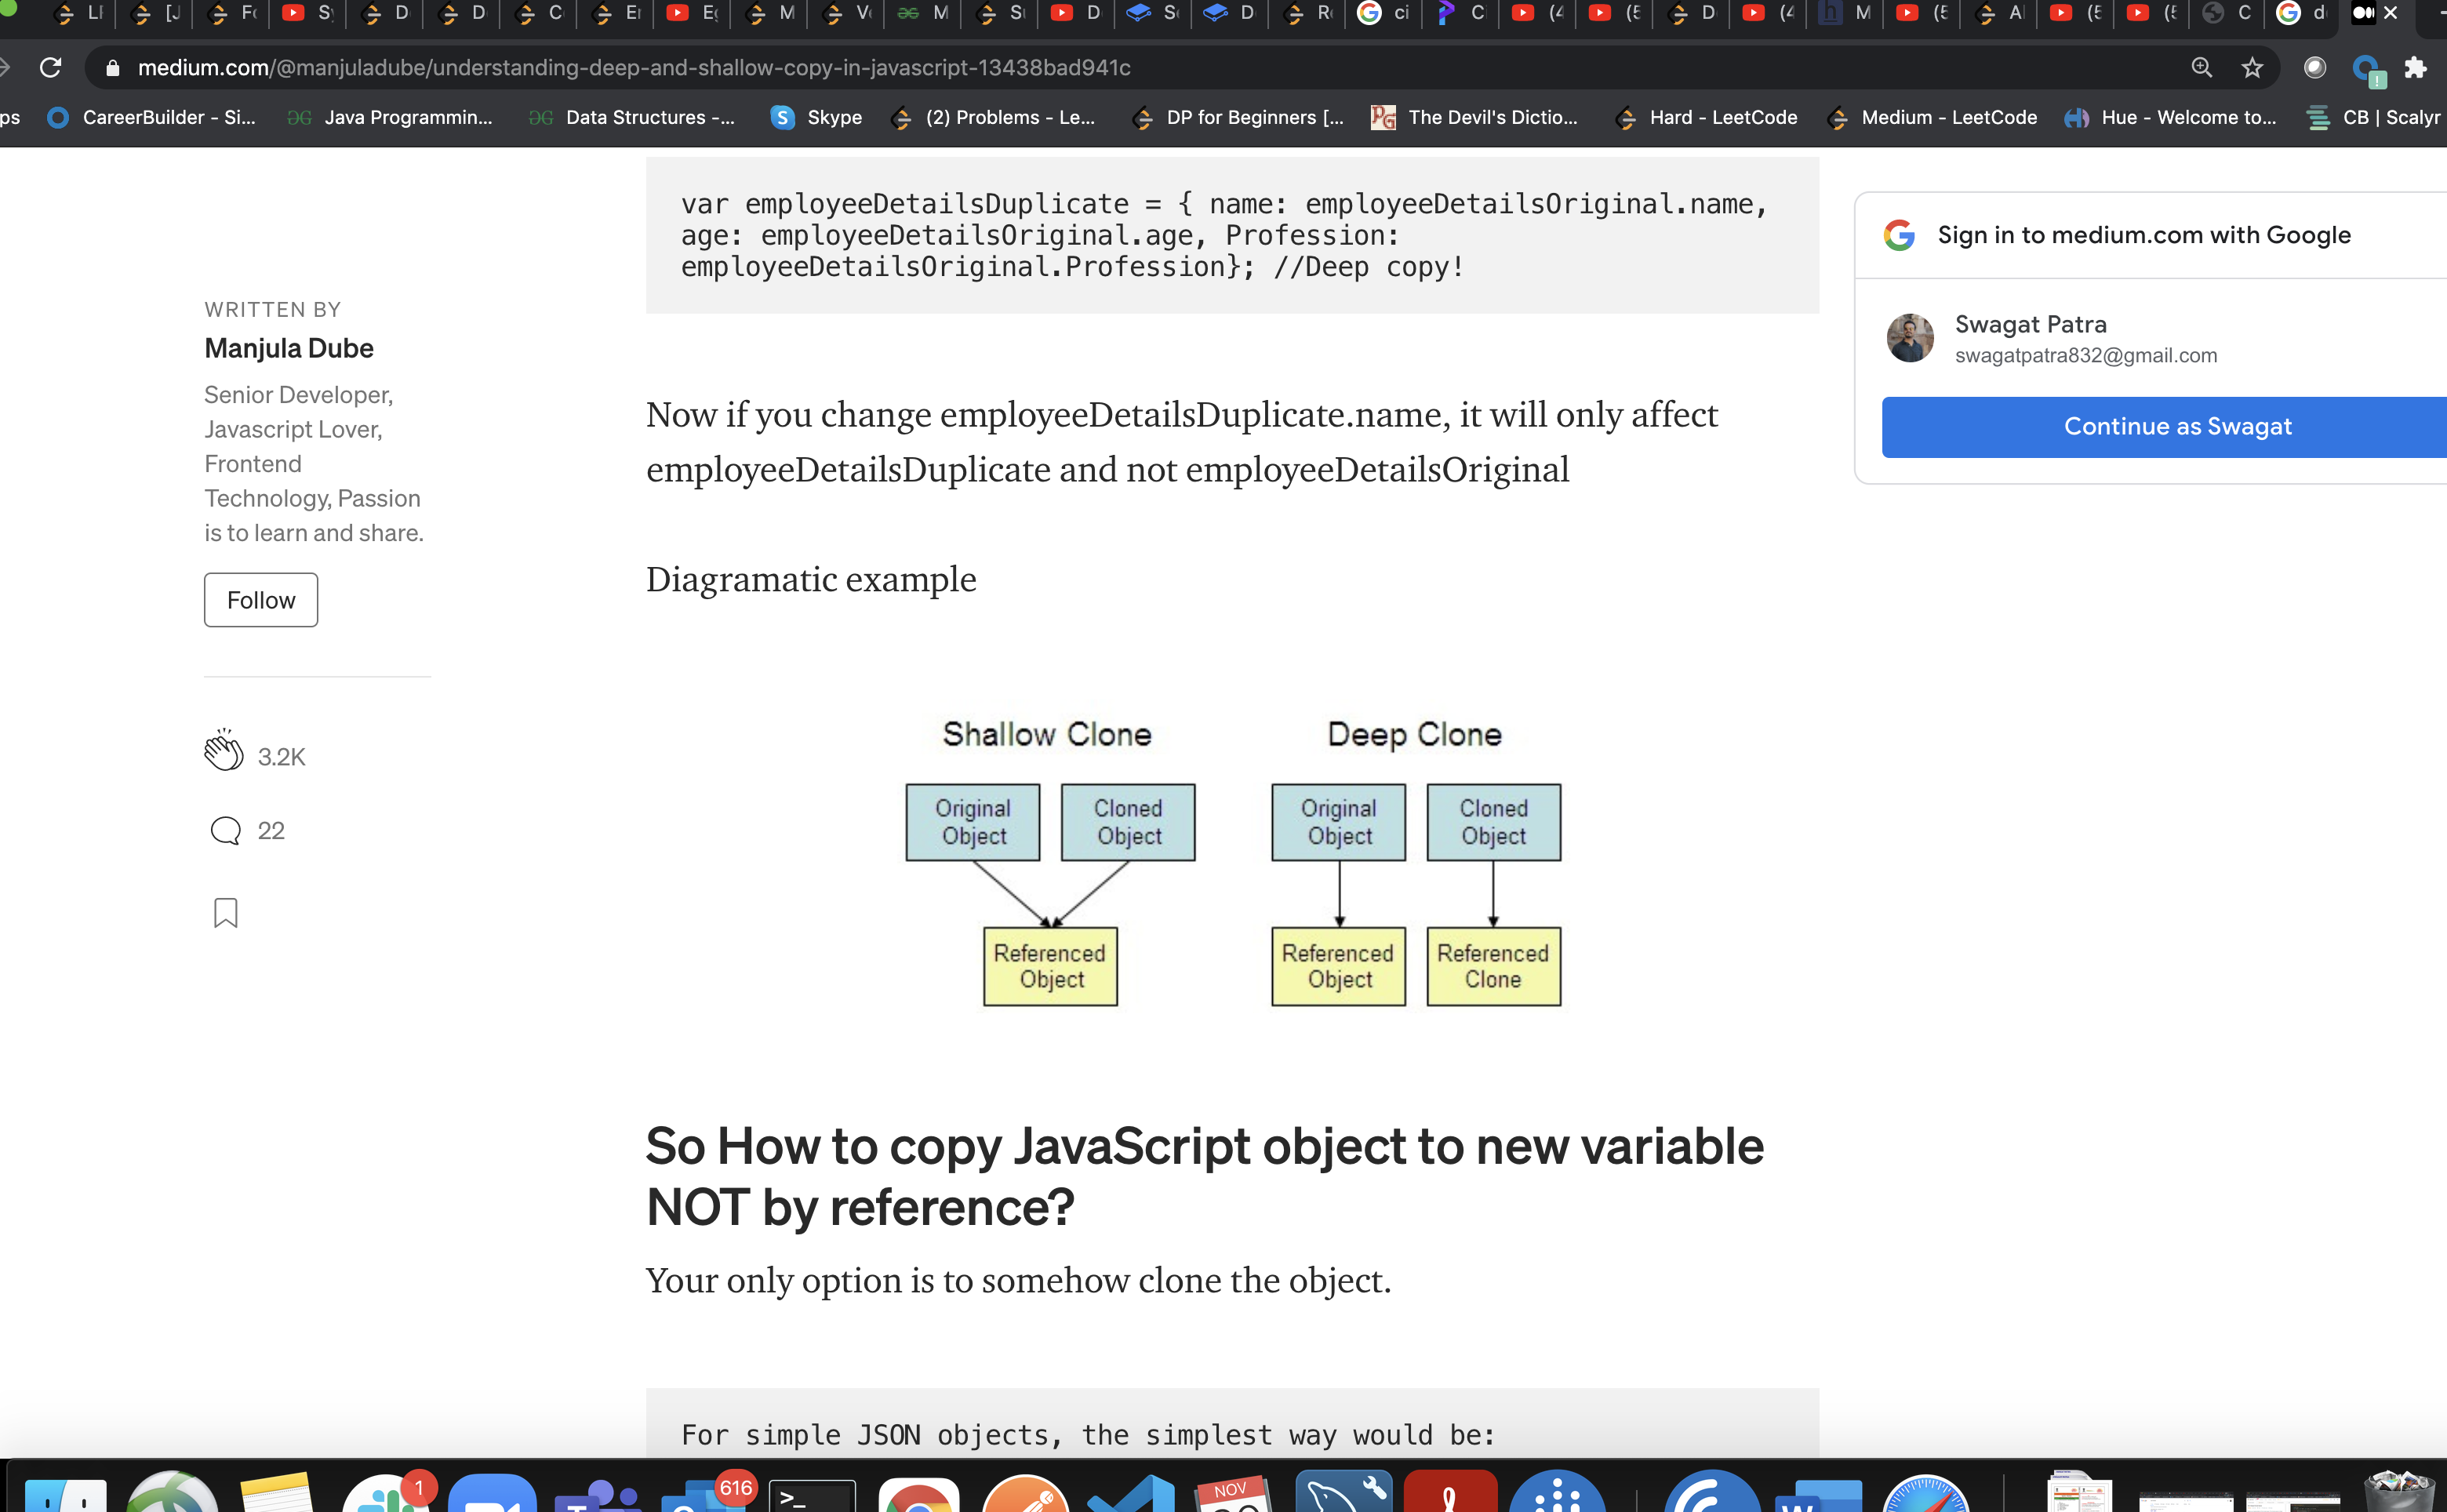 medium.com/@manjuladube/understanding-deep-and-shallow-copy-in-javascript-13438bad941c
ps CareerBuilder - Si... Java Programmin... Data Structures -... Skype (2) Problems - Le... DP for Beginners [... The Devil's Dictio... Hard - LeetCode Medium - LeetCode Hue - Welcome to... CB | Scalyr
var employeeDetailsDuplicate = { name: employeeDetailsOriginal.name,
age: employeeDetailsOriginal.age, Profession:
employeeDetailsOriginal.Profession}; //Deep copy!
Sign in to medium.com with Google
Swagat Patra
swagatpatra832@gmail.com
Continue as Swagat
WRITTEN BY
Manjula Dube
Senior Developer,
Javascript Lover,
Frontend
Technology, Passion
is to learn and share.
Follow
3.2K
22
Now if you change employeeDetailsDuplicate.name, it will only affect
employeeDetailsDuplicate and not employeeDetailsOriginal
Diagramatic example
Shallow Clone
Deep Clone
Original
Object
Cloned
Object
Original
Object
Cloned
Object
Referenced
Object
Referenced
Object
Referenced
Clone
So How to copy JavaScript object to new variable
NOT by reference?
Your only option is to somehow clone the object.
For simple JSON objects, the simplest way would be:
1
616
NOV